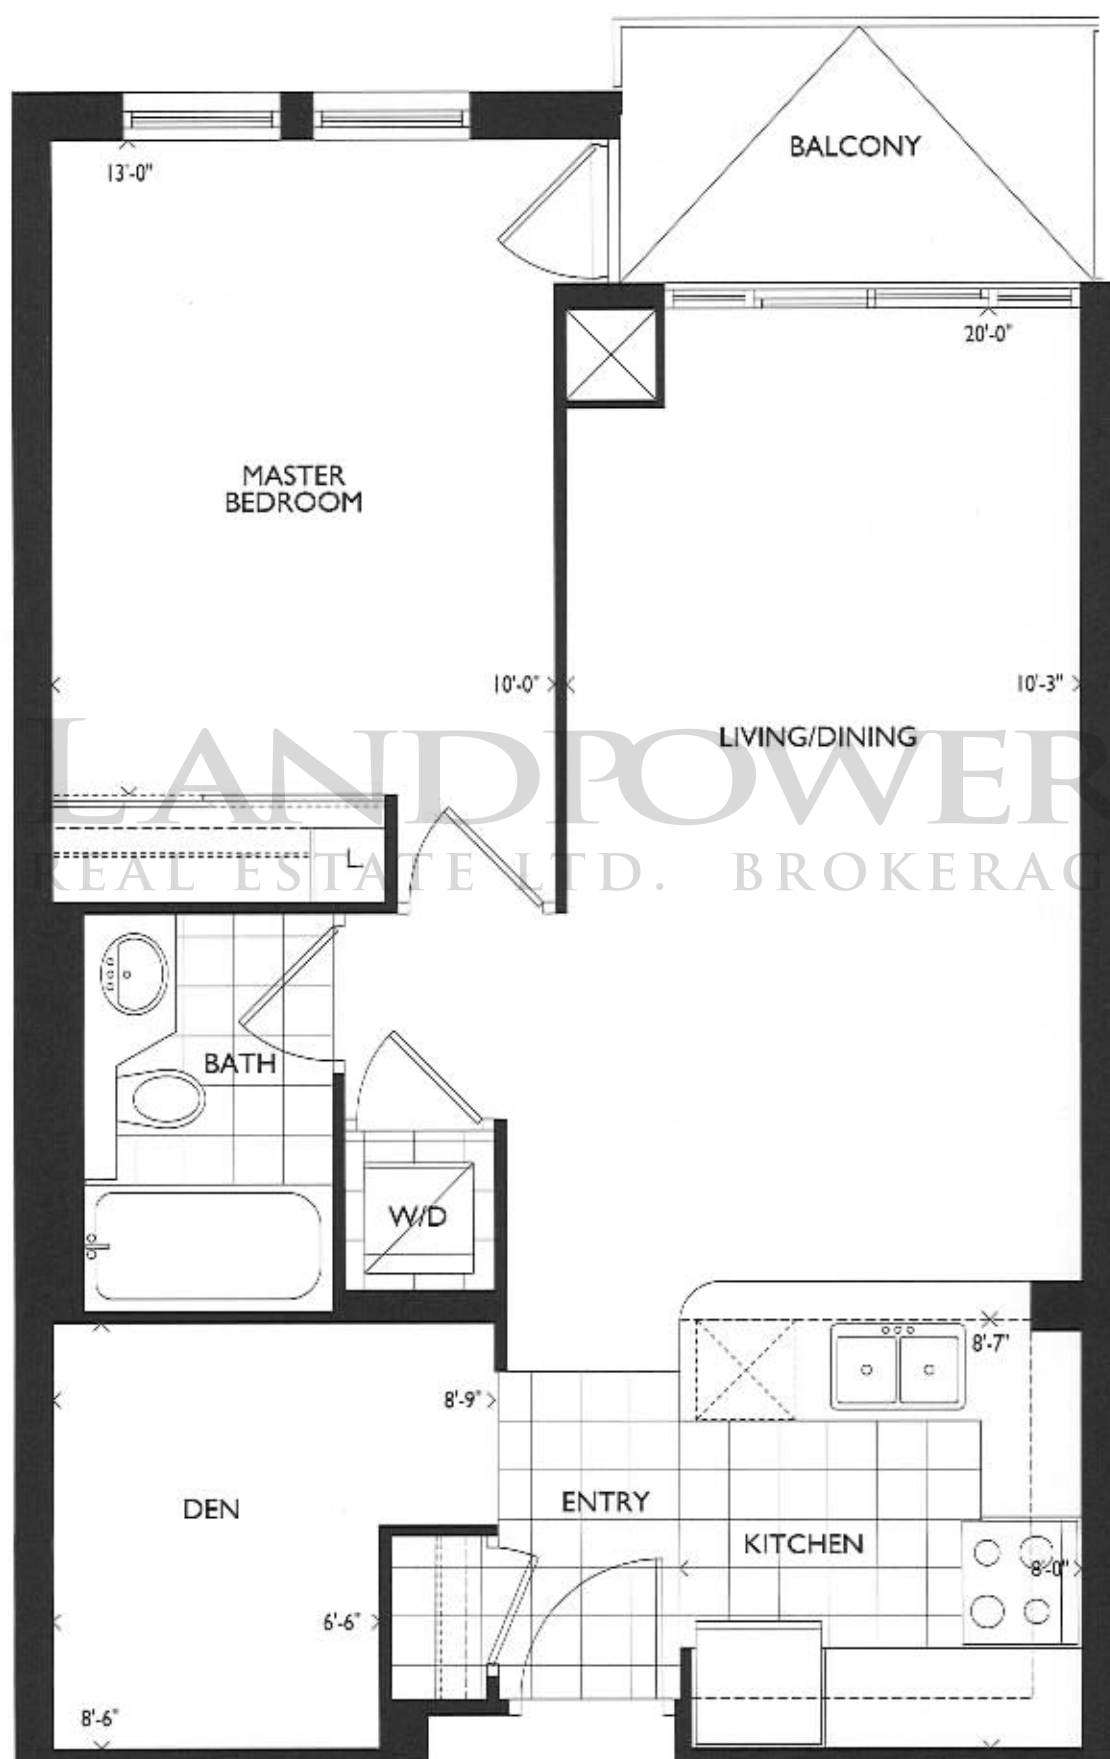 BALCONY
13'-0"
20'-0"
MASTER
BEDROOM
10'-0"
10'-3"
LIVING/DINING
LANDPOWER
REAL ESTATE LTD. BROKERAG
L
BATH
W/D
8'-7"
8'-9"
DEN
ENTRY
KITCHEN
8'-0"
6'-6"
8'-6"